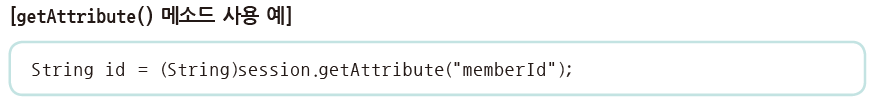 [getAttribute() 메소드 사용 예]
String id = (String)session.getAttribute("memberId");